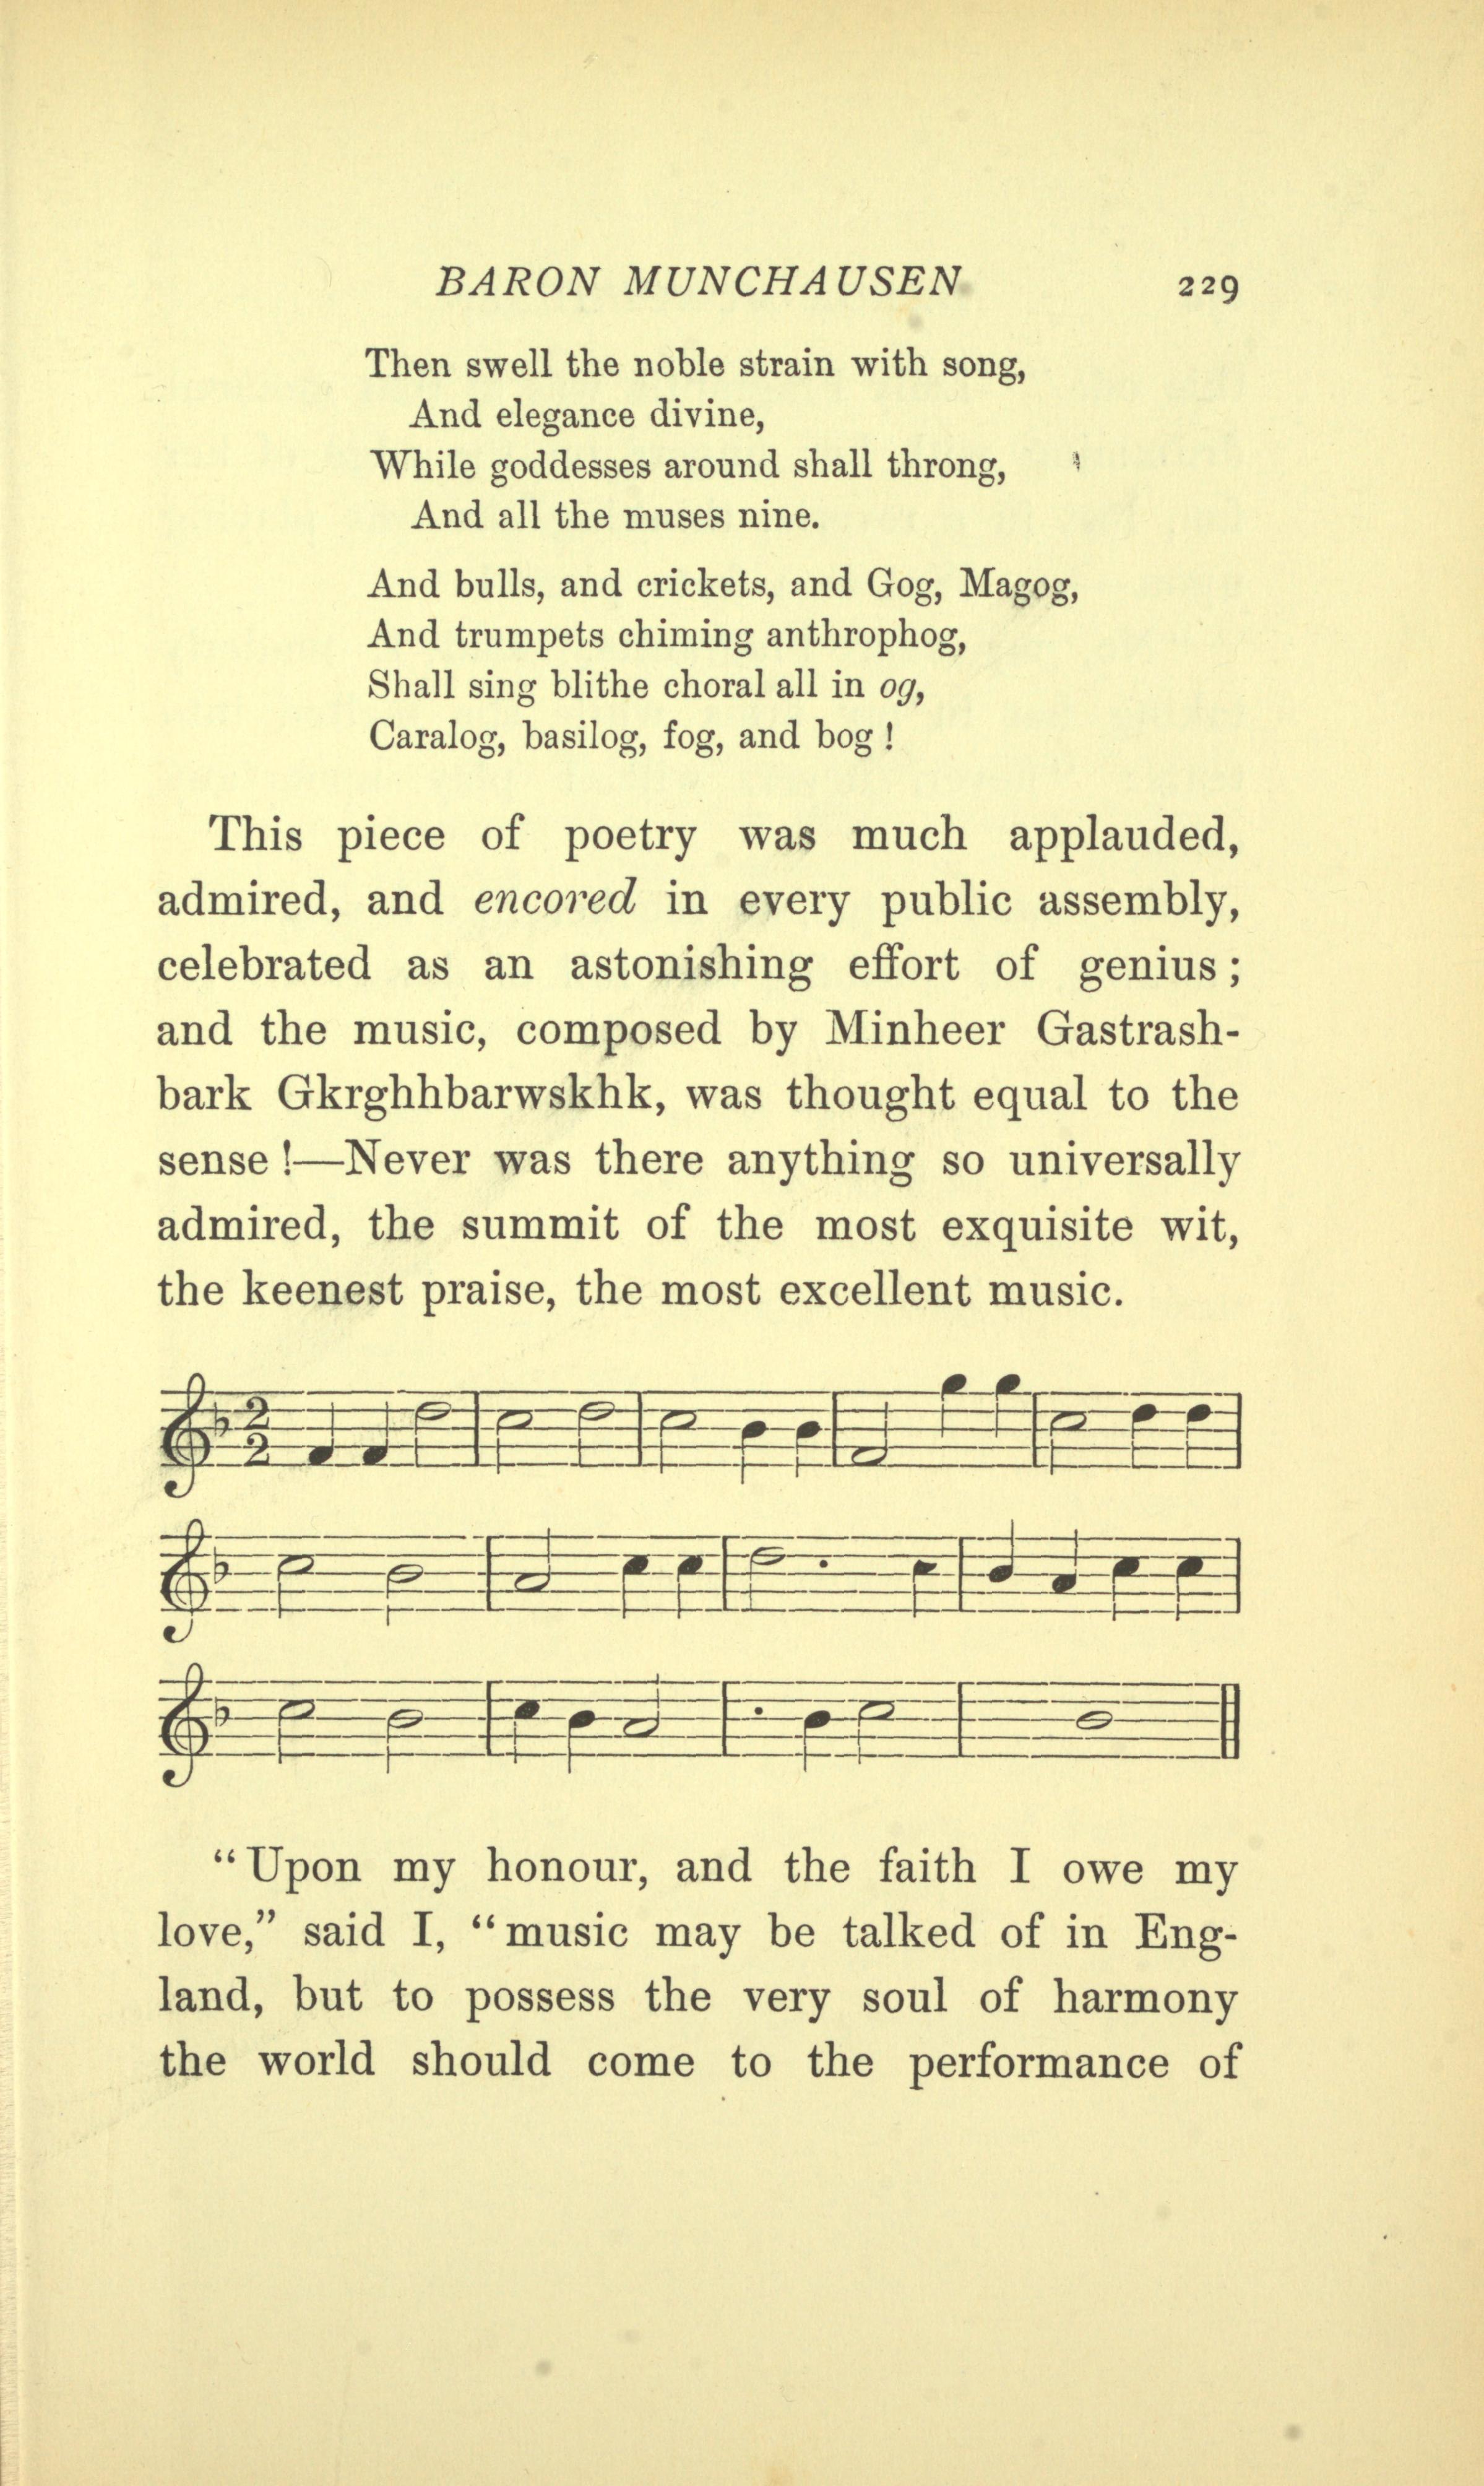 BARON MUNCHAUSEN 229
Then swell the noble strain with song,
And elegance divine,
While goddesses around shall throng,
And all the muses nine.
And bulls, and crickets, and Gog, Magog,
And trumpets chiming anthrophog,
Shall sing blithe choral all in og,
Caralog, basilog, fog, and bog !
This piece of poetry was much applauded,
admired, and encored in every public assembly,
celebrated as an astonishing effort of genius ;
and the music, composed by Minheer Gastrash-
bark Gkrghhbarwskhk, was thought equal to the
sense !—Never was there anything so universally
admired, the summit of the most exquisite wit,
the keenest praise, the most excellent music.
2
2
“Upon my honour, and the faith I owe my
love,” said I, “music may be talked of in Eng-
land, but to possess the very soul of harmony
the world should come to the performance of